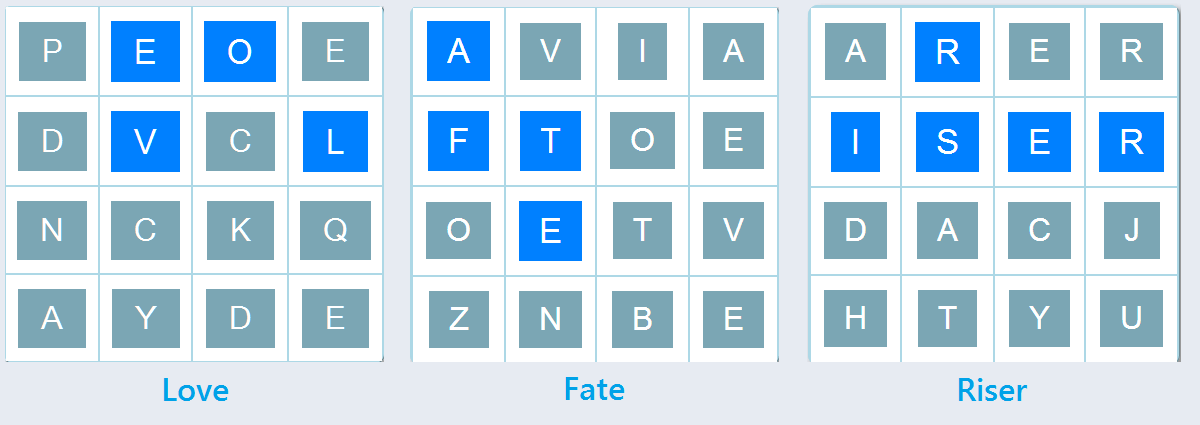 P E O E
D V C L
N C K Q
A Y D E
Love
A V I A
F T O E
O E T V
Z N B E
Fate
A R E R
I S E R
D A C J
H T Y U
Riser